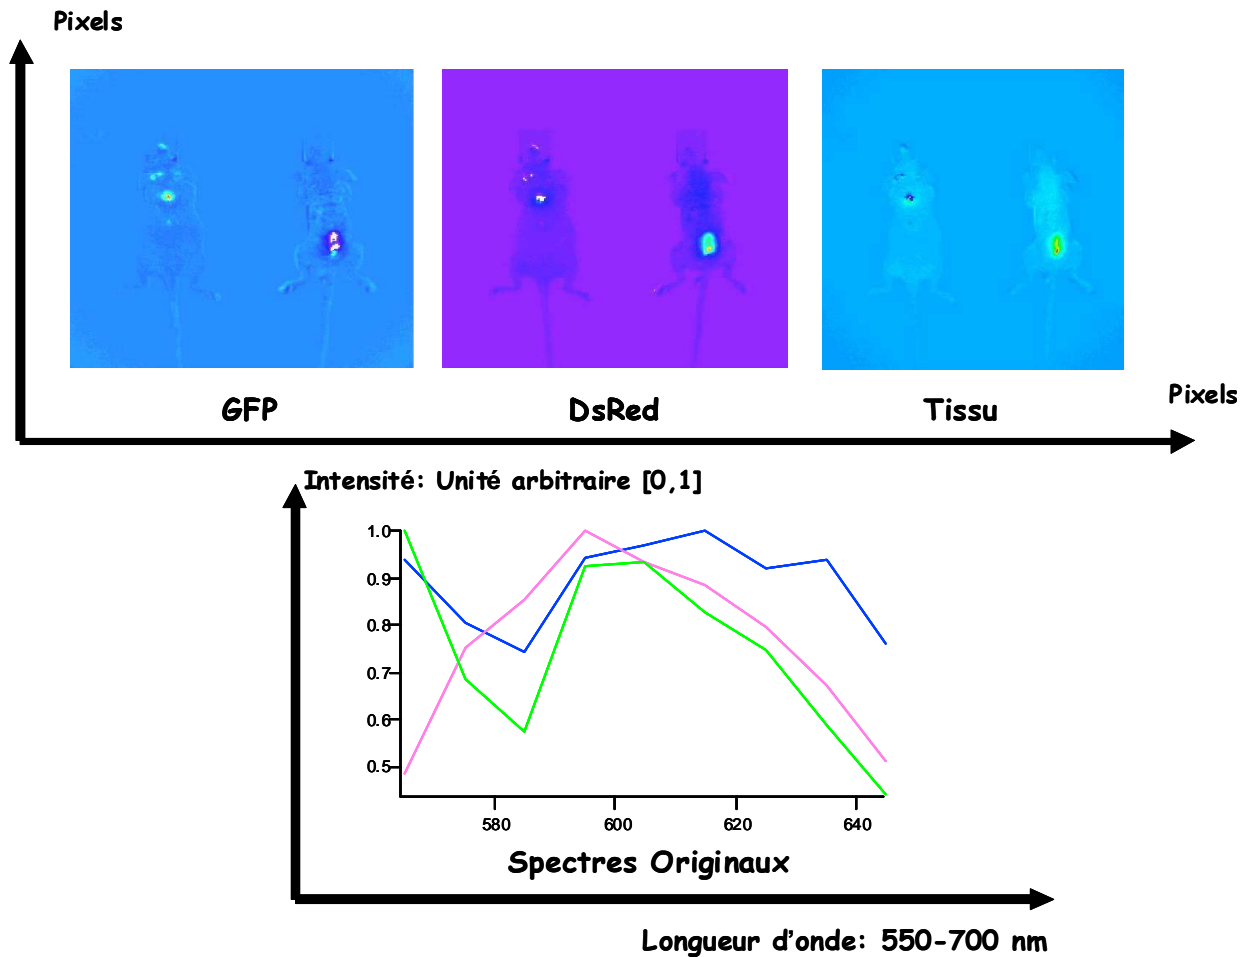 Pixels
GFP
DsRed
Tissu
Pixels
Intensité: Unité arbitraire [0,1]
1.0
0.9
0.8
0.7
0.6
0.5
580
600
620
640
Spectres Originaux
Longueur d'onde: 550-700 nm